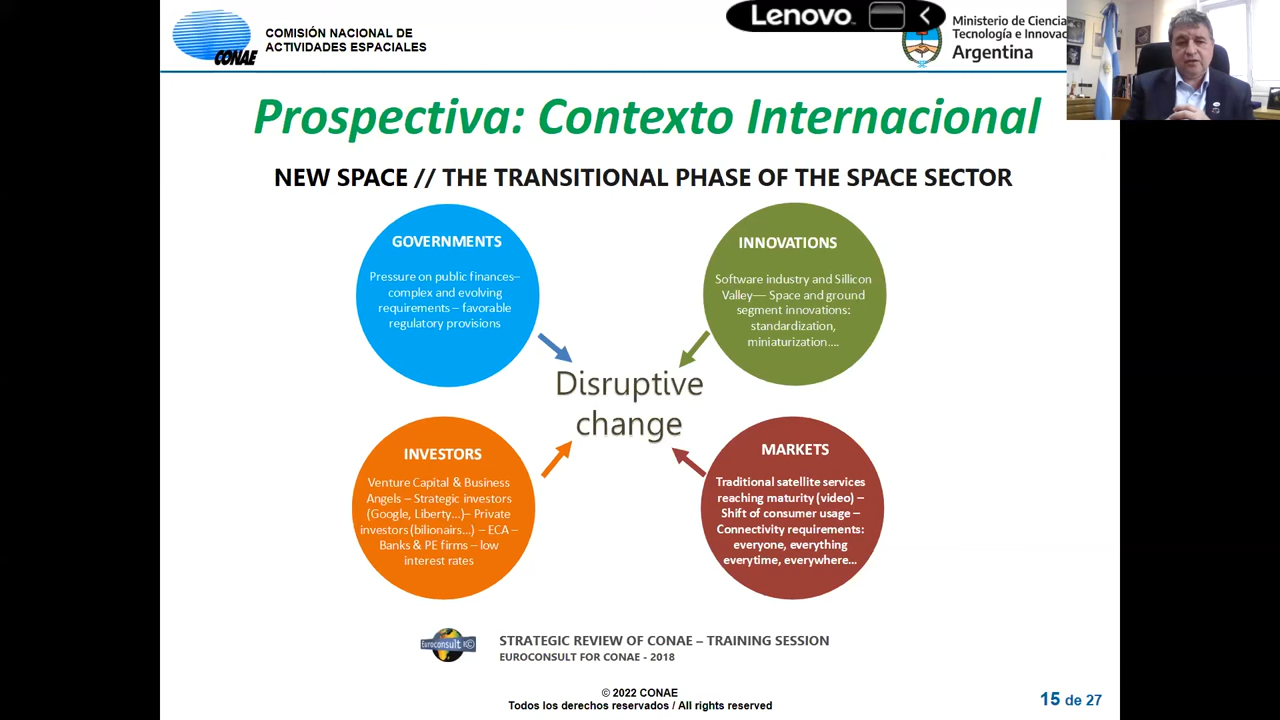 COMISIÓN NACIONAL DE
ACTIVIDADES ESPACIALES
CONAE
Lenovo
Ministerio de Ciencia
Tecnología e Innovac
Argentina
Prospectiva: Contexto Internacional
NEW SPACE // THE TRANSITIONAL PHASE OF THE SPACE SECTOR
GOVERNMENTS
Pressure on public finances–
complex and evolving
requirements – favorable
regulatory provisions
INNOVATIONS
Software industry and Sillicon
Valley–– Space and ground
segment innovations:
standardization,
miniaturization....
Disruptive
change
INVESTORS
Venture Capital & Business
Angels – Strategic investors
(Google, Liberty...)– Private
investors (bilionairs...) – ECA –
Banks & PE firms – low
interest rates
MARKETS
Traditional satellite services
reaching maturity (video) –
Shift of consumer usage –
Connectivity requirements:
everyone, everything
everytime, everywhere...
Euroconsult
STRATEGIC REVIEW OF CONAE – TRAINING SESSION
EUROCONSULT FOR CONAE - 2018
© 2022 CONAE
Todos los derechos reservados / All rights reserved
15 de 27